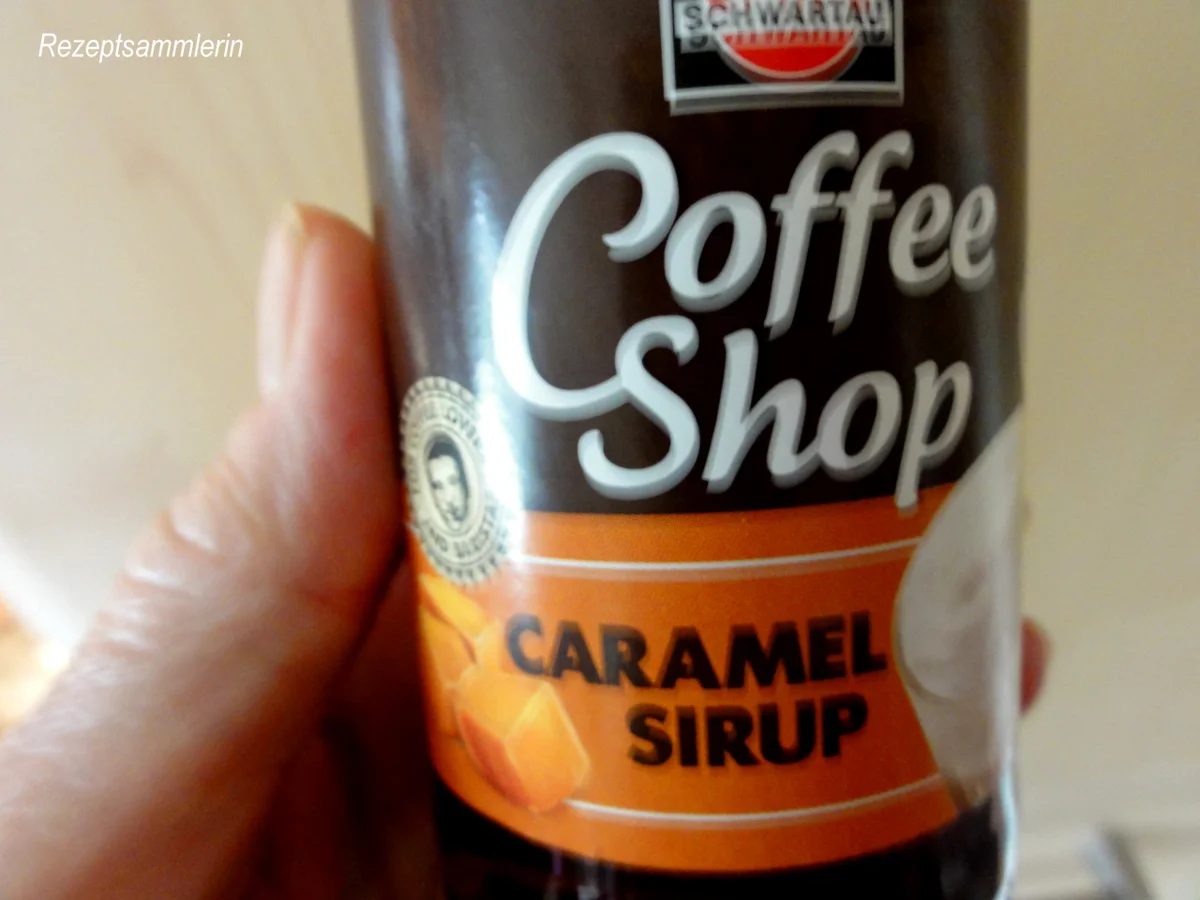 Rezeptsammlerin
SCHWARTAU
Coffee
Shop
CARAMEL
SIRUP